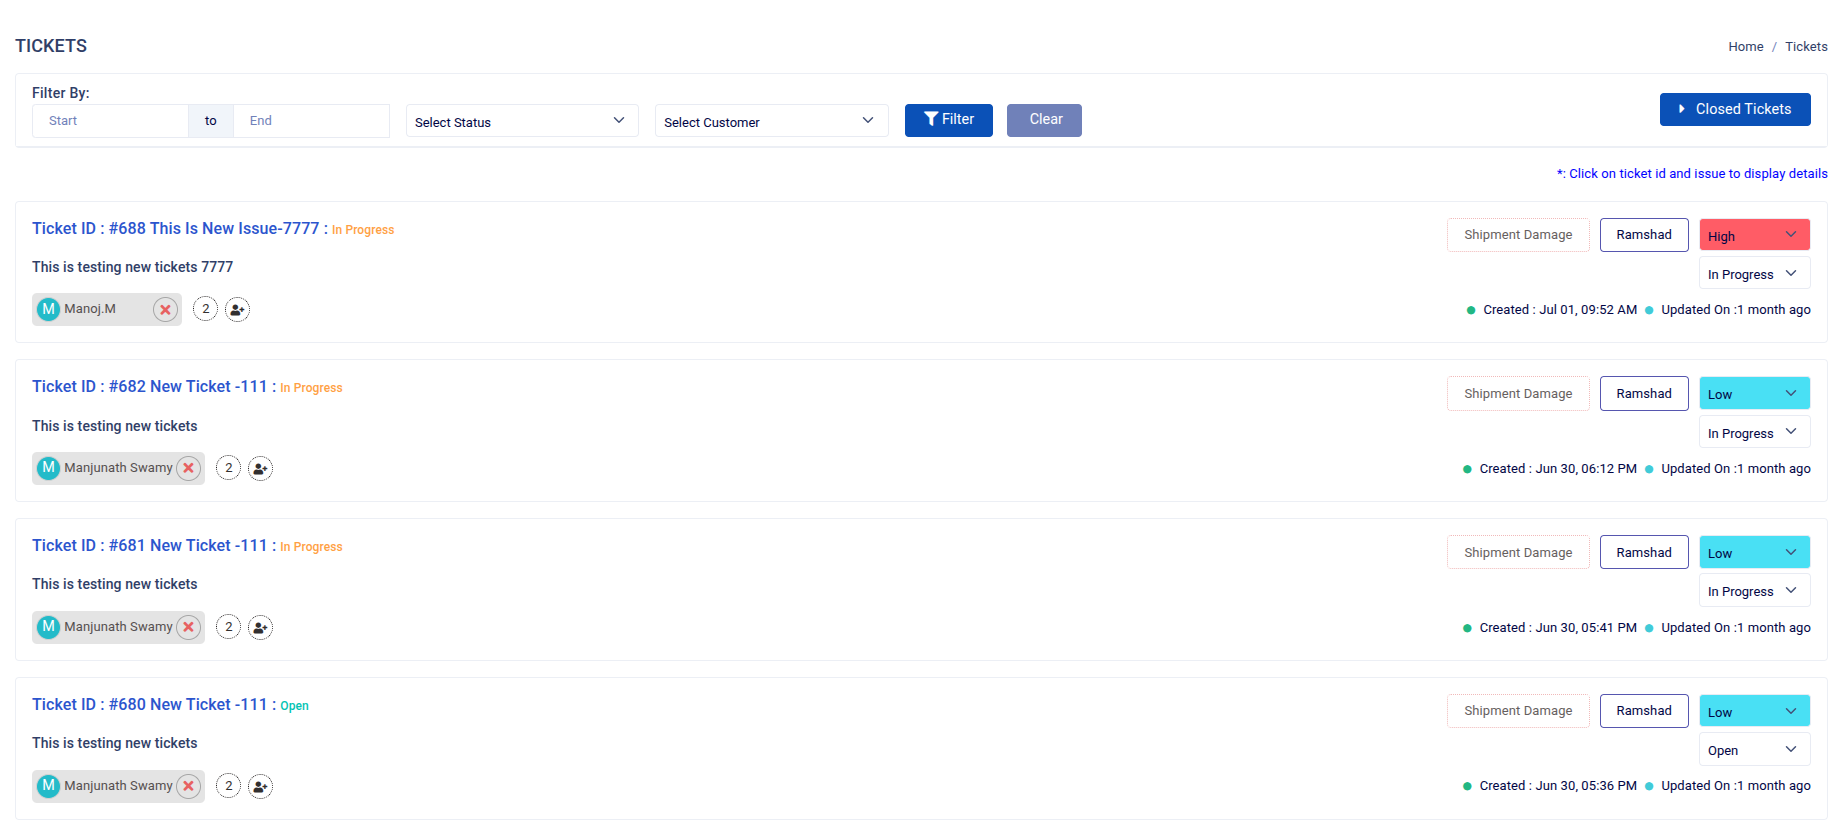 TICKETS
Home / Tickets
Filter By:
Start to End Select Status Select Customer Filter Clear
Closed Tickets
*: Click on ticket id and issue to display details
Ticket ID : #688 This Is New Issue-7777 : In Progress
Shipment Damage Ramshad High
This is testing new tickets 7777
In Progress
M Manoj.M 2
Created : Jul 01, 09:52 AM Updated On :1 month ago
Ticket ID : #682 New Ticket -111 : In Progress
Shipment Damage Ramshad Low
This is testing new tickets
In Progress
M Manjunath Swamy 2
Created : Jun 30, 06:12 PM Updated On :1 month ago
Ticket ID : #681 New Ticket -111 : In Progress
Shipment Damage Ramshad Low
This is testing new tickets
In Progress
M Manjunath Swamy 2
Created : Jun 30, 05:41 PM Updated On :1 month ago
Ticket ID : #680 New Ticket -111 : Open
Shipment Damage Ramshad Low
This is testing new tickets
Open
M Manjunath Swamy 2
Created : Jun 30, 05:36 PM Updated On :1 month ago